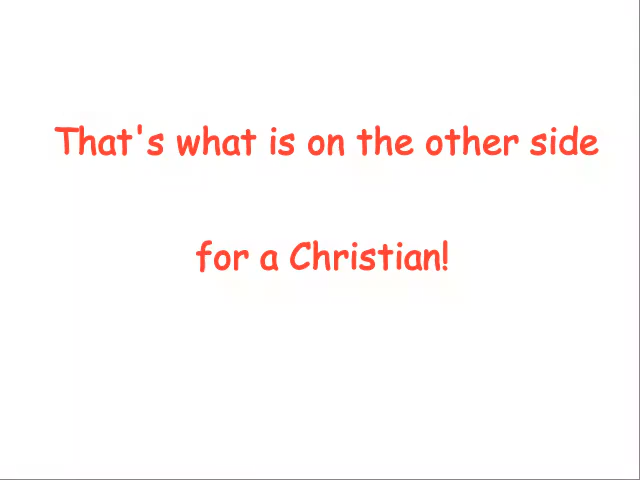 That's what is on the other side
for a Christian!